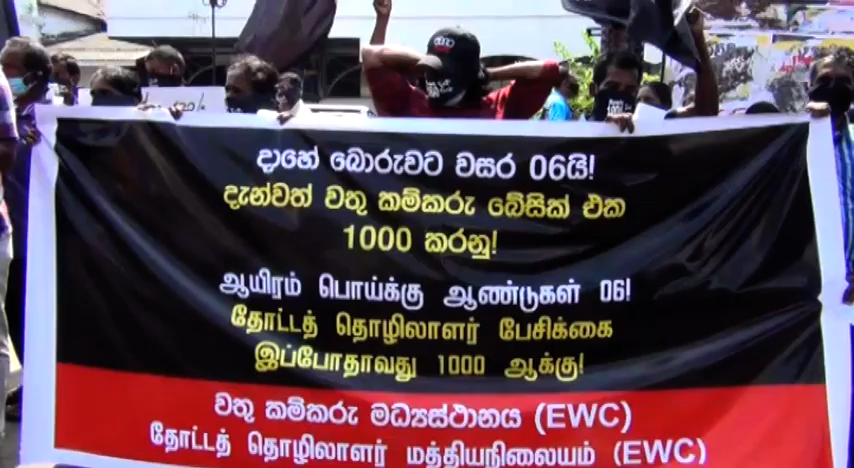 දාහේ බොරුවට වසර 06යි!
දැන්වත් වතු කම්කරු බේසික් එක
1000 කරනු!
ஆயிரம் பொய்க்கு ஆண்டுகள் 06!
தோட்டத் தொழிலாளர் பேசிக்கை
இப்போதாவது 1000 ஆக்கு!
වතු කම්කරු මධ්‍යස්ථානය (EWC)
தோட்டத் தொழிலாளர் மத்தியநிலையம் (EWC)